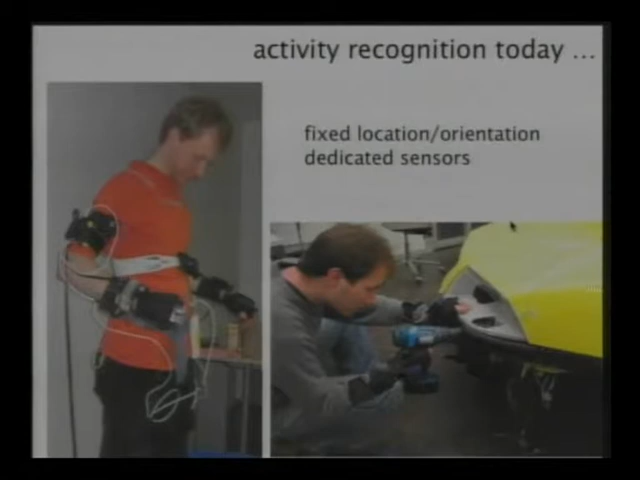 activity recognition today ...
fixed location/orientation
dedicated sensors